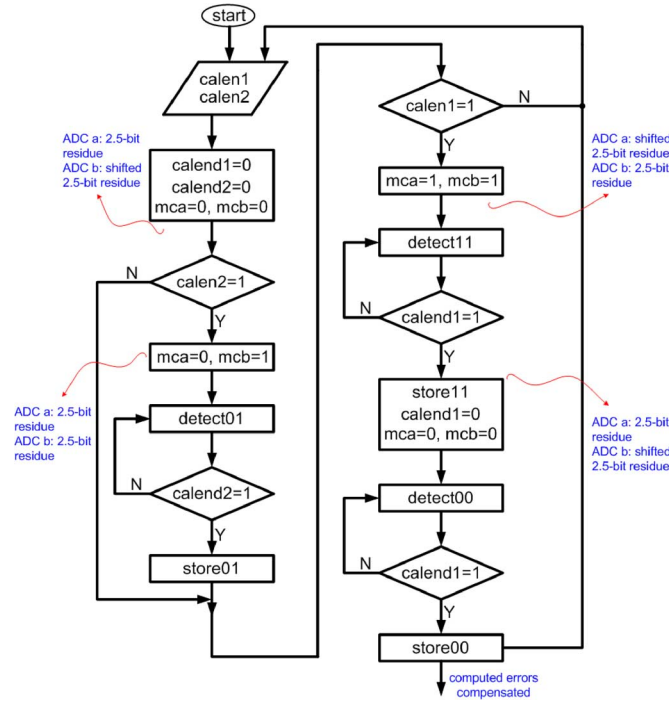 start
calen1
calen2
ADC a: 2.5-bit
residue
ADC b: shifted
2.5-bit residue
calend1=0
calend2=0
mca=0, mcb=0
N
calen2=1
Y
mca=0, mcb=1
ADC a: 2.5-bit
residue
ADC b: 2.5-bit
residue
detect01
N
calend2=1
Y
store01
calen1=1
N
Y
ADC a: shifted
2.5-bit residue
ADC b: 2.5-bit
residue
mca=1, mcb=1
detect11
N
calend1=1
Y
store11
calend1=0
mca=0, mcb=0
ADC a: 2.5-bit
residue
ADC b: shifted
2.5-bit residue
detect00
N
calend1=1
Y
store00
computed errors
compensated